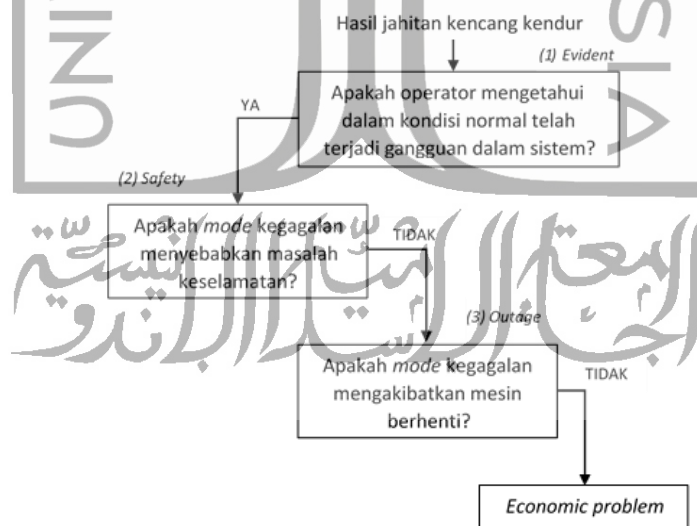 Hasil jahitan kencang kendur
(1) Evident
Apakah operator mengetahui
dalam kondisi normal telah
terjadi gangguan dalam sistem?
YA
(2) Safety
Apakah mode kegagalan
menyebabkan masalah
keselamatan?
TIDAK
(3) Outage
Apakah mode kegagalan
mengakibatkan mesin
berhenti?
TIDAK
Economic problem
UNI
SIA